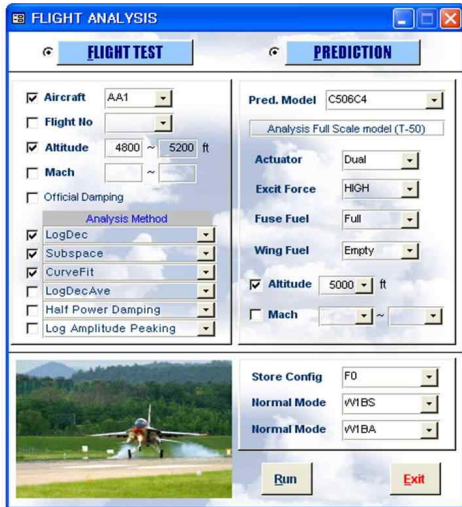 FLIGHT ANALYSIS
FLIGHT TEST
PREDICTION
Aircraft AA1
Flight No
Altitude 4800 ~ 5200 ft
Mach ~
Official Damping
Analysis Method
LogDec
Subspace
CurveFit
LogDecAve
Half Power Damping
Log Amplitude Peaking
Pred. Model C506C4
Analysis Full Scale model (T-50)
Actuator Dual
Excit Force HIGH
Fuse Fuel Full
Wing Fuel Empty
Altitude 5000 ft
Mach ~
Store Config F0
Normal Mode W1BS
Normal Mode W1BA
Run
Exit